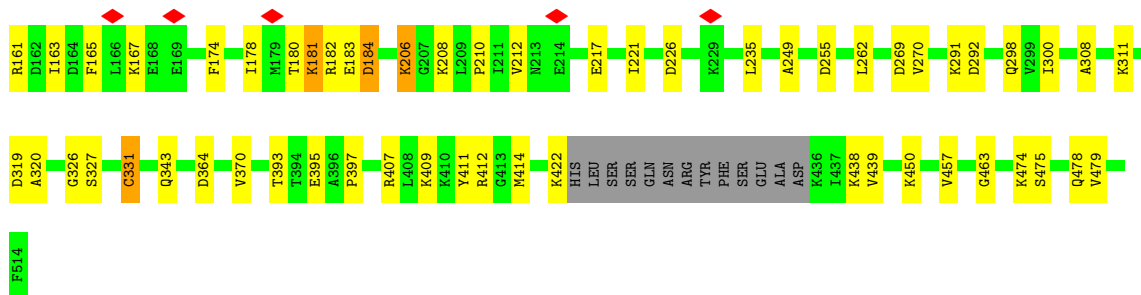 R161 D162 I163 D164 F165 L166 K167 E168 E169 F174 I178 M179 T180 K181 R182 E183 D184 K206 G207 K208 L209 P210 I211 V212 N213 E214 E217 I221 D226 K229 L235 A249 D255 L262 D269 V270 K291 D292 Q298 V299 I300 A308 K311
D319 A320 G326 S327 C331 Q343 D364 V370 T393 T394 E395 A396 P397 R407 L408 K409 K410 Y411 R412 G413 M414 K422 HIS LEU SER SER GLN ASN ARG TYR PHE SER GLU ALA ASP K436 I437 K438 V439 K450 V457 G463 K474 S475 Q478 V479
F514